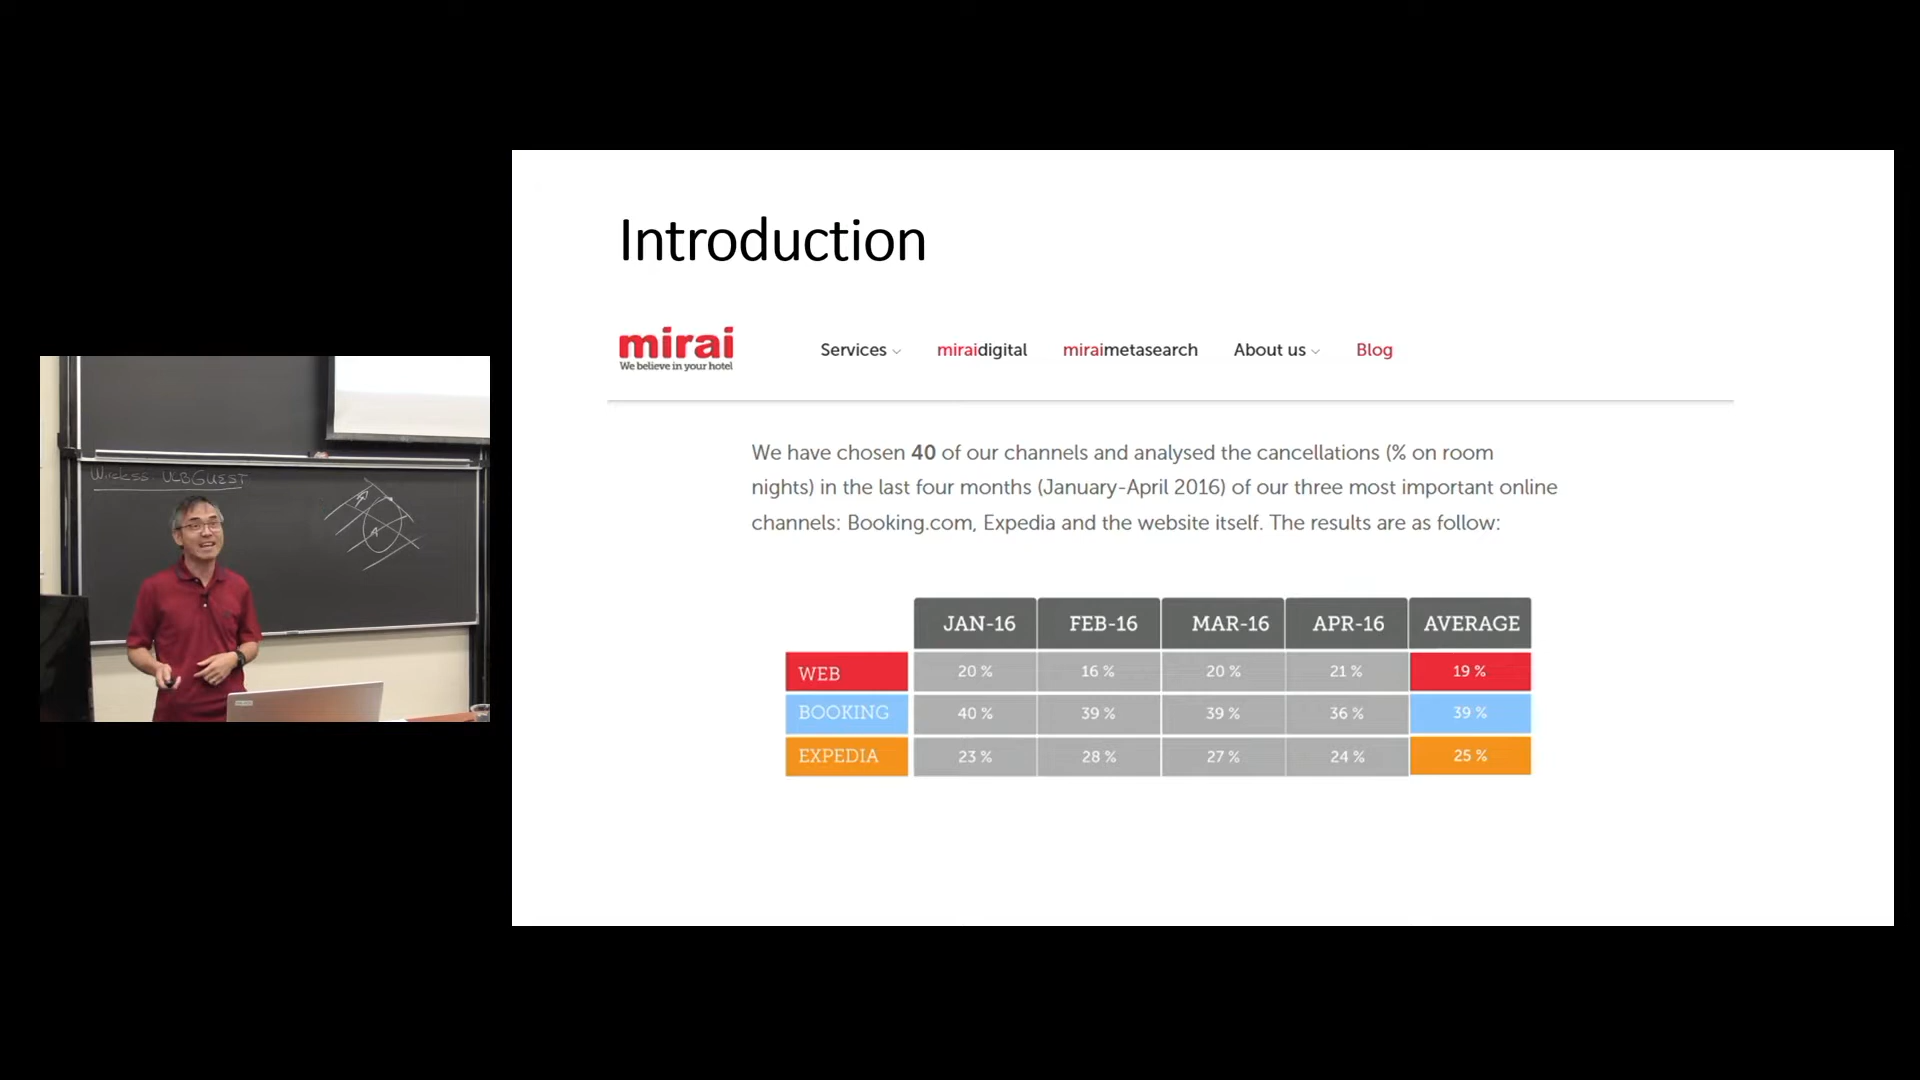 Introduction
mirai
We believe in your hotel
Services miraidigital miraimetasearch About us Blog
We have chosen 40 of our channels and analysed the cancellations (% on room
nights) in the last four months (January-April 2016) of our three most important online
channels: Booking.com, Expedia and the website itself. The results are as follow:
JAN-16 FEB-16 MAR-16 APR-16 AVERAGE
WEB 20 % 16 % 20 % 21 % 19 %
BOOKING 40 % 39 % 39 % 36 % 39 %
EXPEDIA 23 % 28 % 27 % 24 % 25 %
Wireless ULBGUEST